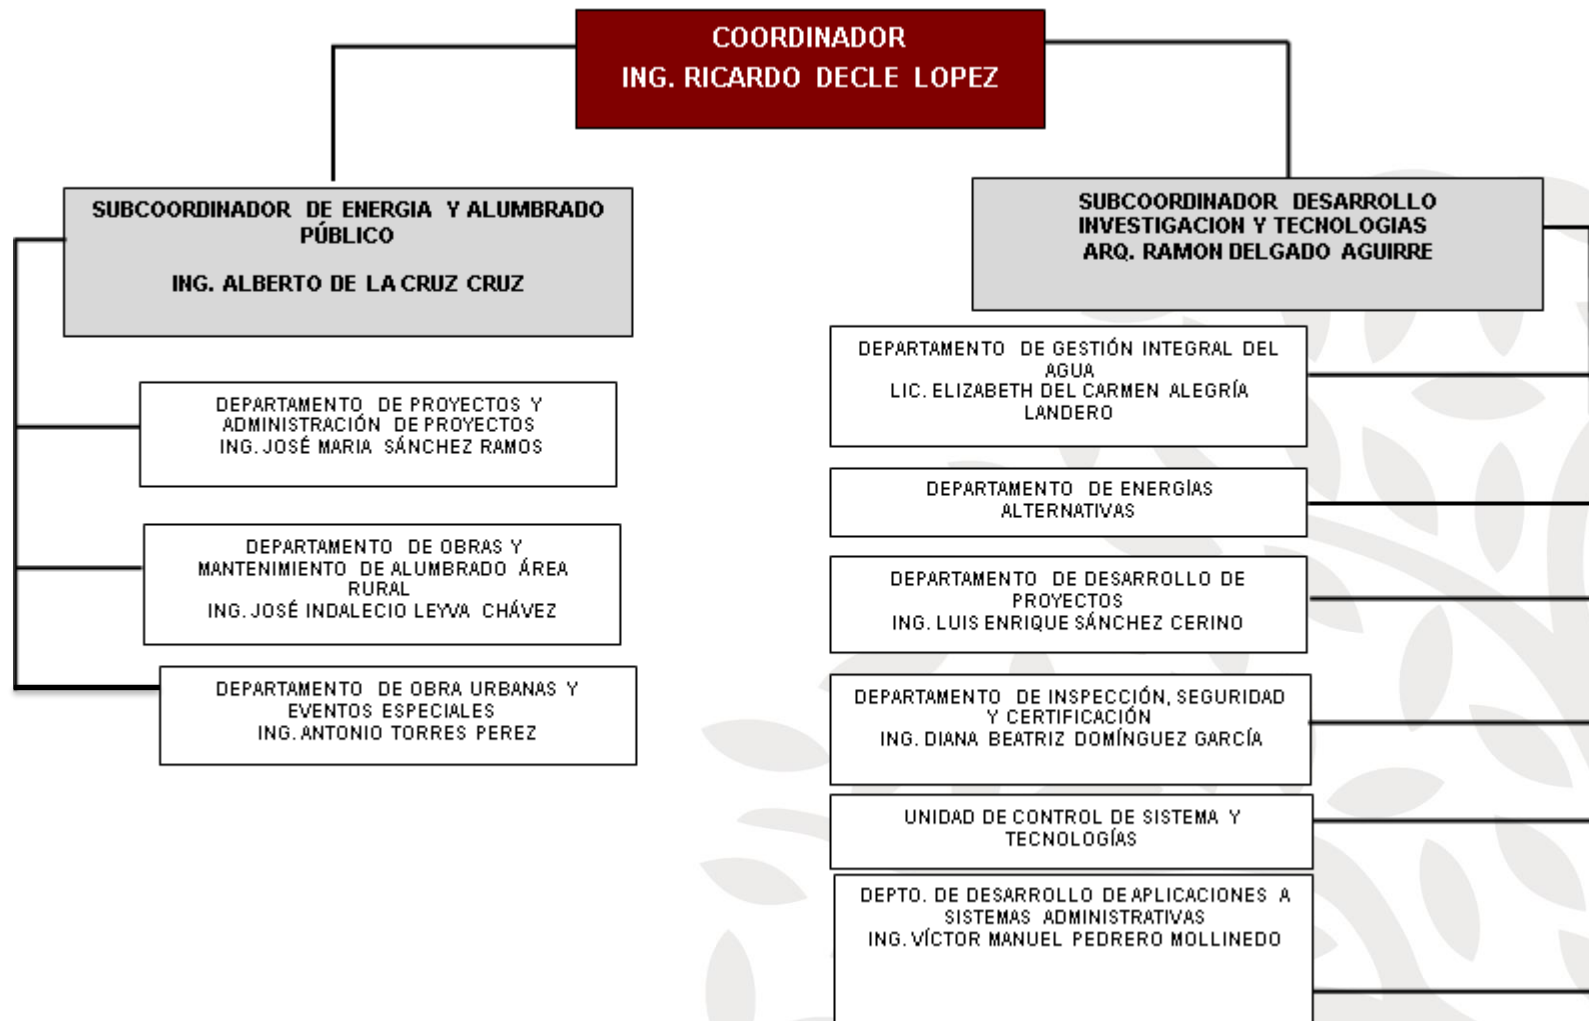 COORDINADOR
ING. RICARDO DECLE LOPEZ
SUBCOORDINADOR DE ENERGIA Y ALUMBRADO
PÚBLICO
ING. ALBERTO DE LA CRUZ CRUZ
DEPARTAMENTO DE PROYECTOS Y
ADMINISTRACIÓN DE PROYECTOS
ING. JOSÉ MARIA SÁNCHEZ RAMOS
DEPARTAMENTO DE OBRAS Y
MANTENIMIENTO DE ALUMBRADO ÁREA
RURAL
ING. JOSÉ INDALECIO LEYVA CHÁVEZ
DEPARTAMENTO DE OBRA URBANAS Y
EVENTOS ESPECIALES
ING. ANTONIO TORRES PEREZ
SUBCOORDINADOR DESARROLLO
INVESTIGACION Y TECNOLOGIAS
ARQ. RAMON DELGADO AGUIRRE
DEPARTAMENTO DE GESTIÓN INTEGRAL DEL
AGUA
LIC. ELIZABETH DEL CARMEN ALEGRÍA
LANDERO
DEPARTAMENTO DE ENERGÍAS
ALTERNATIVAS
DEPARTAMENTO DE DESARROLLO DE
PROYECTOS
ING. LUIS ENRIQUE SÁNCHEZ CERINO
DEPARTAMENTO DE INSPECCIÓN, SEGURIDAD
Y CERTIFICACIÓN
ING. DIANA BEATRIZ DOMÍNGUEZ GARCÍA
UNIDAD DE CONTROL DE SISTEMA Y
TECNOLOGÍAS
DEPTO. DE DESARROLLO DE APLICACIONES A
SISTEMAS ADMINISTRATIVAS
ING. VÍCTOR MANUEL PEDRERO MOLLINEDO